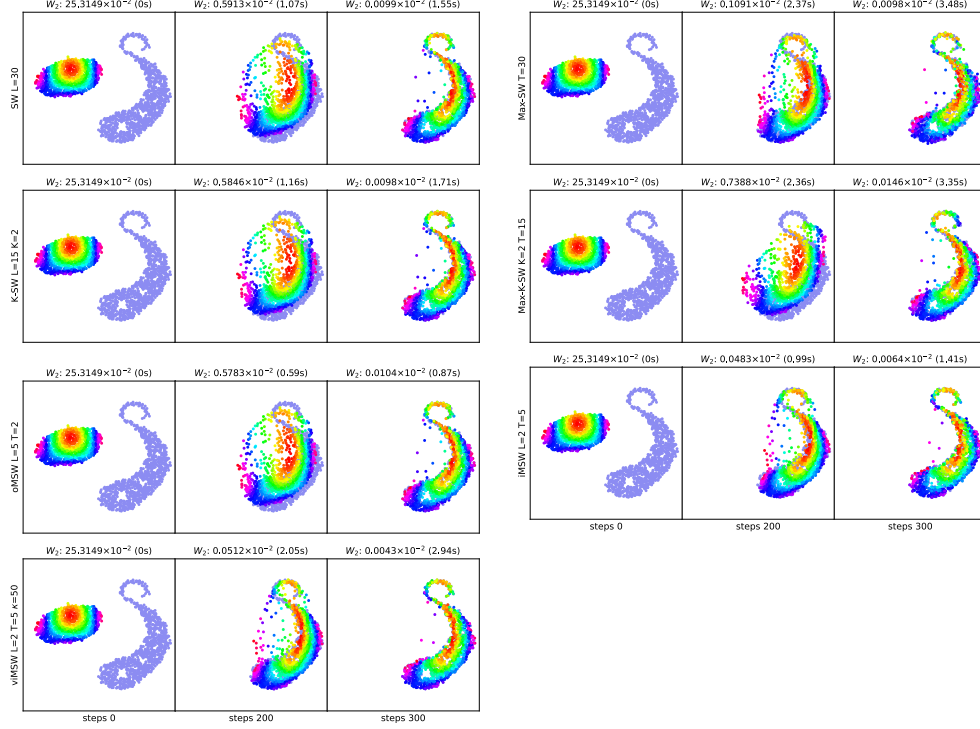 W₂: 25.3149×10⁻² (0s) W₂: 0.5913×10⁻² (1.07s) W₂: 0.0099×10⁻² (1.55s)
SW L=30
W₂: 25.3149×10⁻² (0s) W₂: 0.1091×10⁻² (2.37s) W₂: 0.0098×10⁻² (3.48s)
Max-SW T=30
W₂: 25.3149×10⁻² (0s) W₂: 0.5846×10⁻² (1.16s) W₂: 0.0098×10⁻² (1.71s)
K-SW L=15 K=2
W₂: 25.3149×10⁻² (0s) W₂: 0.7388×10⁻² (2.36s) W₂: 0.0146×10⁻² (3.35s)
Max-K-SW K=2 T=15
W₂: 25.3149×10⁻² (0s) W₂: 0.5783×10⁻² (0.59s) W₂: 0.0104×10⁻² (0.87s)
oMSW L=5 T=2
W₂: 25.3149×10⁻² (0s) W₂: 0.0483×10⁻² (0.99s) W₂: 0.0064×10⁻² (1.41s)
iMSW L=2 T=5
steps 0 steps 200 steps 300
W₂: 25.3149×10⁻² (0s) W₂: 0.0512×10⁻² (2.05s) W₂: 0.0043×10⁻² (2.94s)
viMSW L=2 T=5 κ=50
steps 0 steps 200 steps 300